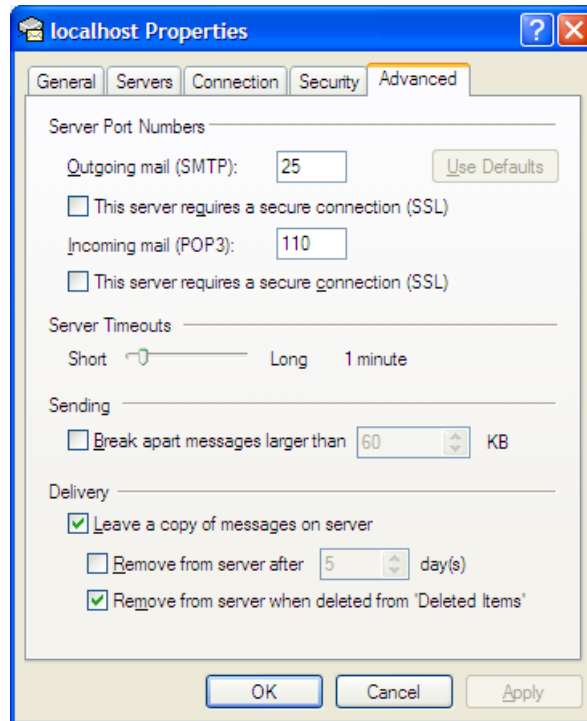 localhost Properties
General Servers Connection Security Advanced
Server Port Numbers
Outgoing mail (SMTP): 25 Use Defaults
This server requires a secure connection (SSL)
Incoming mail (POP3): 110
This server requires a secure connection (SSL)
Server Timeouts
Short Long 1 minute
Sending
Break apart messages larger than 60 KB
Delivery
Leave a copy of messages on server
Remove from server after 5 day(s)
Remove from server when deleted from 'Deleted Items'
OK Cancel Apply